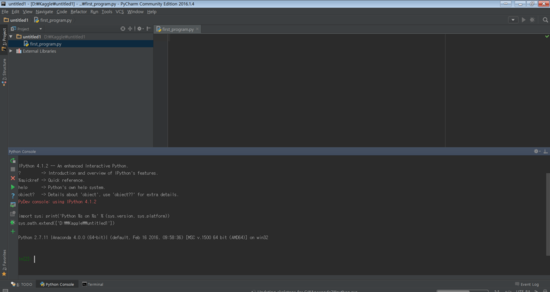 untitled1 - [D:\Kaggle\untitled1] - ...\first_program.py - PyCharm Community Edition 2016.1.4
File Edit View Navigate Code Refactor Run Tools VCS Window Help
untitled1 first_program.py
Project
first_program.py
untitled1
first_program.py
External Libraries
1: Project
Structure
Favorites
Python Console
IPython 4.1.2 -- An enhanced Interactive Python.
? -> Introduction and overview of IPython's features.
%quickref -> Quick reference.
help -> Python's own help system.
object? -> Details about 'object', use 'object??' for extra details.
PyDev console: using IPython 4.1.2
import sys; print('Python %s on %s' % (sys.version, sys.platform))
sys.path.extend(['D:\\Kaggle\\untitled1'])
Python 2.7.11 |Anaconda 4.0.0 (64-bit)| (default, Feb 16 2016, 09:58:36) [MSC v.1500 64 bit (AMD64)] on win32
6: TODO Python Console Terminal Event Log